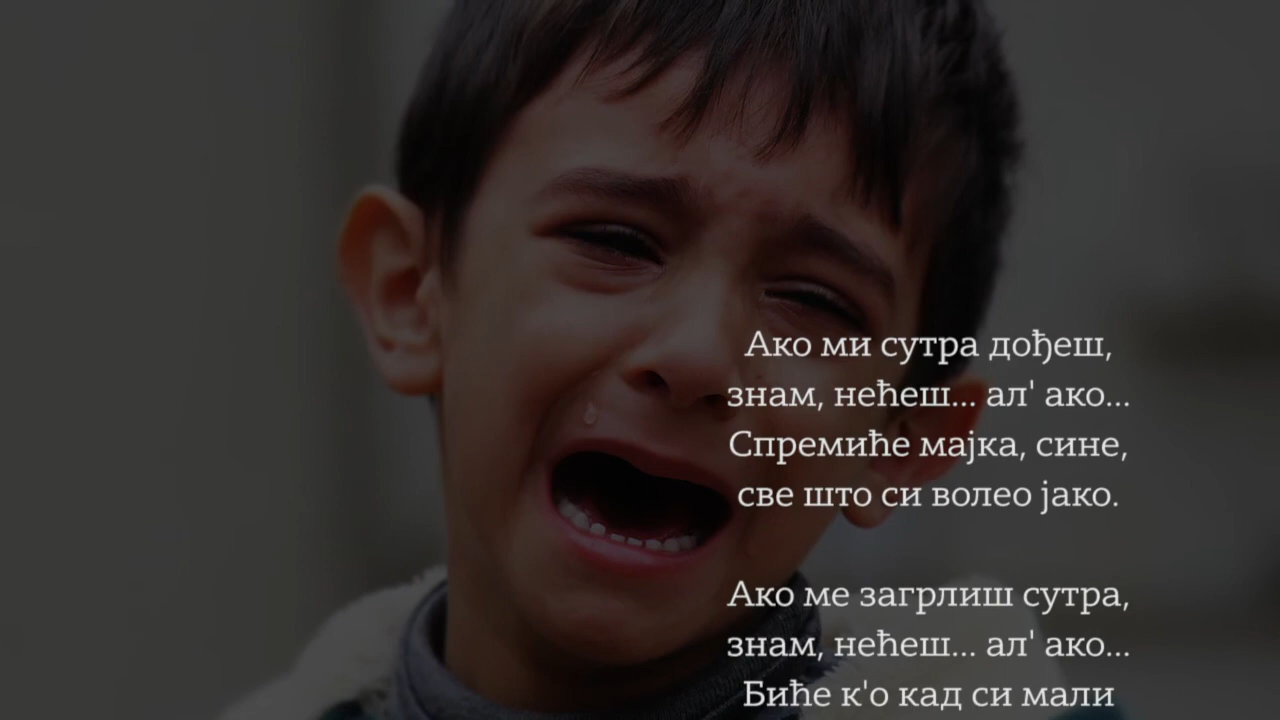 Ако ми сутра дођеш,
знам, нећеш... ал' ако...
Спремиће мајка, сине,
све што си волео јако.
Ако ме загрлиш сутра,
знам, нећеш... ал' ако...
Биће к'о кад си мали